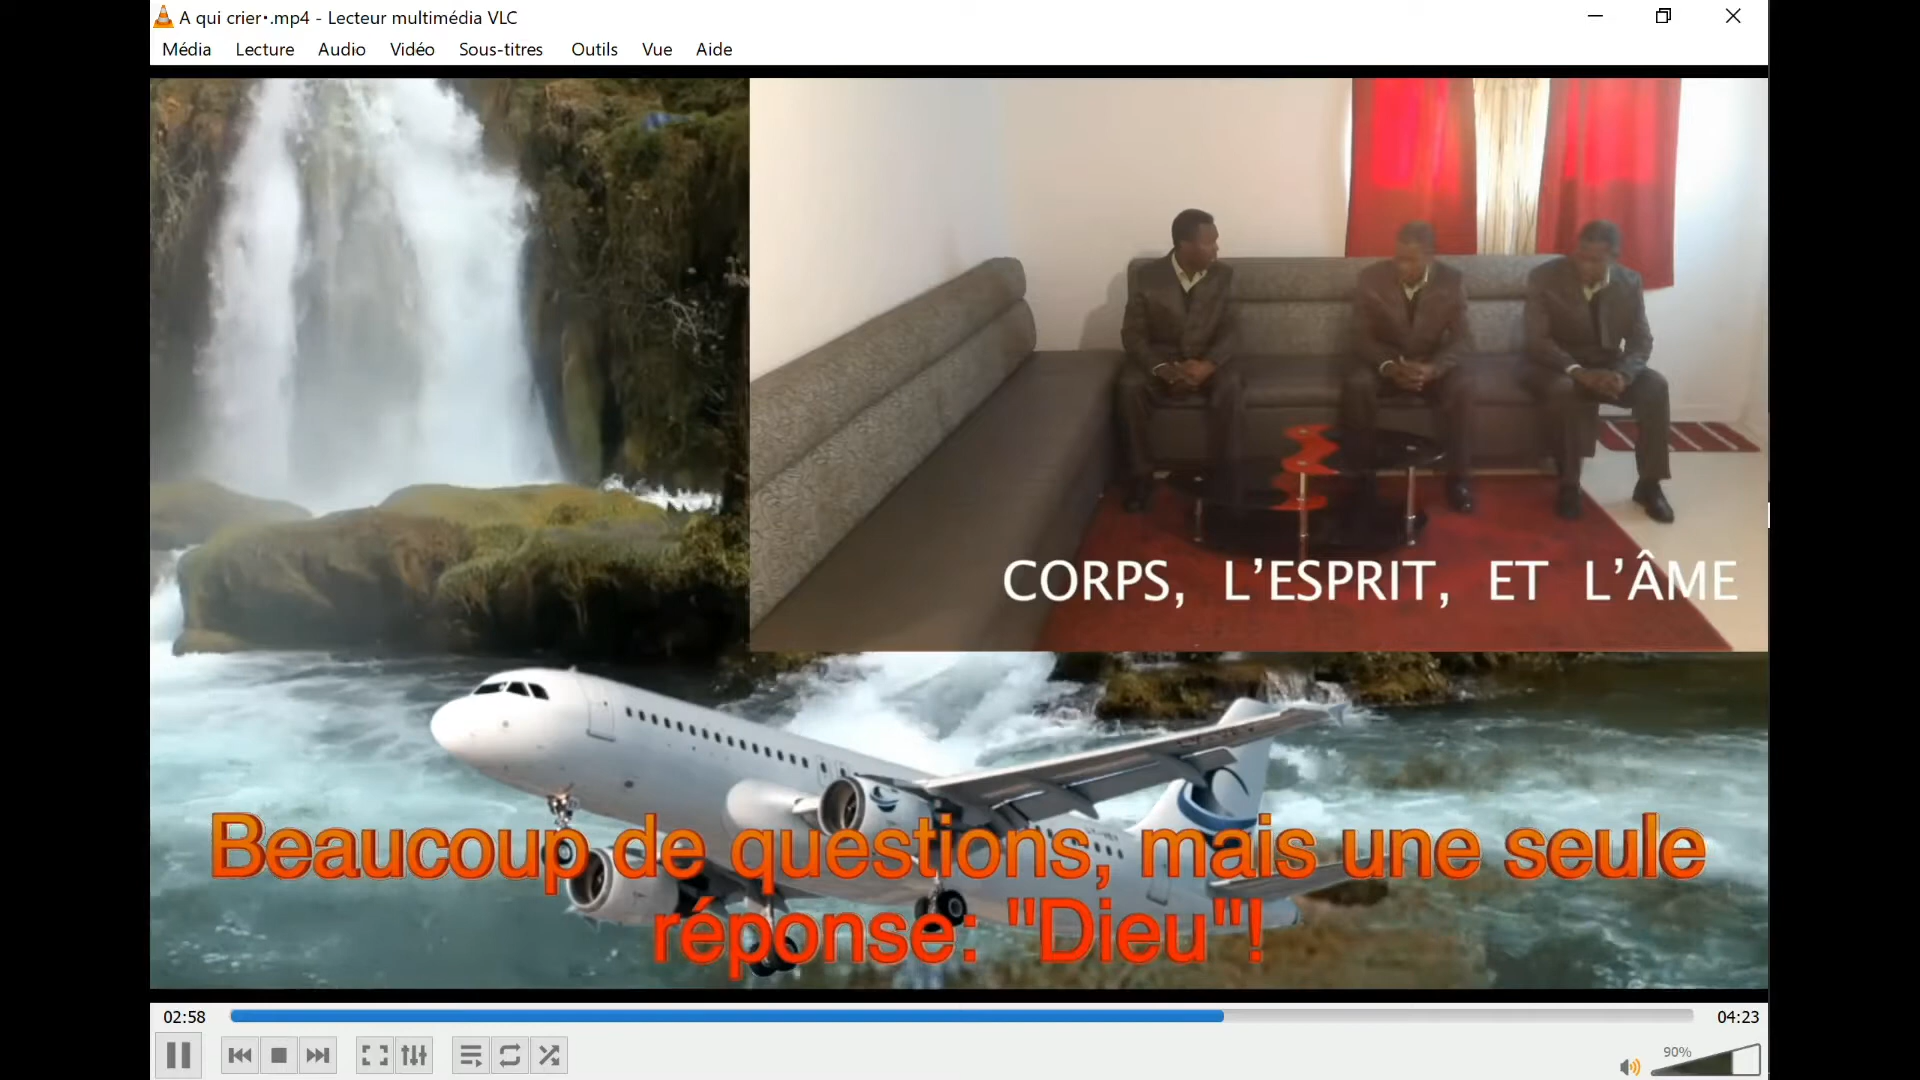 A qui crier•.mp4 - Lecteur multimédia VLC
Média Lecture Audio Vidéo Sous-titres Outils Vue Aide
CORPS, L'ESPRIT, ET L'ÂME
Beaucoup de questions, mais une seule
réponse: "Dieu"!
02:58 04:23
90%